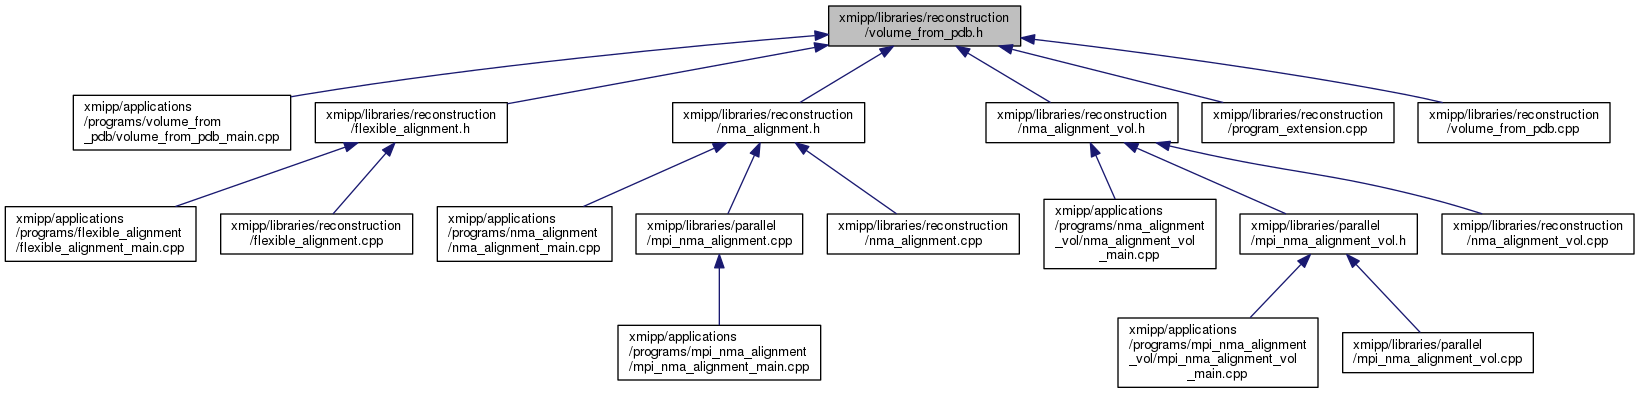 xmipp/libraries/reconstruction
/volume_from_pdb.h
xmipp/applications
/programs/volume_from
_pdb/volume_from_pdb_main.cpp
xmipp/libraries/reconstruction
/flexible_alignment.h
xmipp/libraries/reconstruction
/nma_alignment.h
xmipp/libraries/reconstruction
/nma_alignment_vol.h
xmipp/libraries/reconstruction
/program_extension.cpp
xmipp/libraries/reconstruction
/volume_from_pdb.cpp
xmipp/applications
/programs/flexible_alignment
/flexible_alignment_main.cpp
xmipp/libraries/reconstruction
/flexible_alignment.cpp
xmipp/applications
/programs/nma_alignment
/nma_alignment_main.cpp
xmipp/libraries/parallel
/mpi_nma_alignment.cpp
xmipp/libraries/reconstruction
/nma_alignment.cpp
xmipp/applications
/programs/nma_alignment
_vol/nma_alignment_vol
_main.cpp
xmipp/libraries/parallel
/mpi_nma_alignment_vol.h
xmipp/libraries/reconstruction
/nma_alignment_vol.cpp
xmipp/applications
/programs/mpi_nma_alignment
/mpi_nma_alignment_main.cpp
xmipp/applications
/programs/mpi_nma_alignment
_vol/mpi_nma_alignment_vol
_main.cpp
xmipp/libraries/parallel
/mpi_nma_alignment_vol.cpp